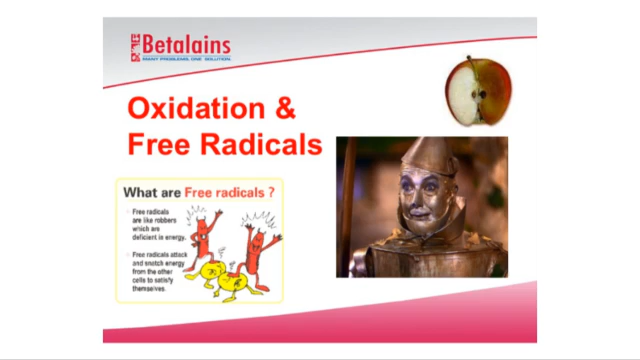 Betalains
MANY PROBLEMS, ONE SOLUTION
Oxidation &
Free Radicals
What are Free radicals ?
Free radicals
are like robbers
which are
deficient in energy.
Free radicals attack
and snatch energy
from the other
cells to satisfy
themselves.